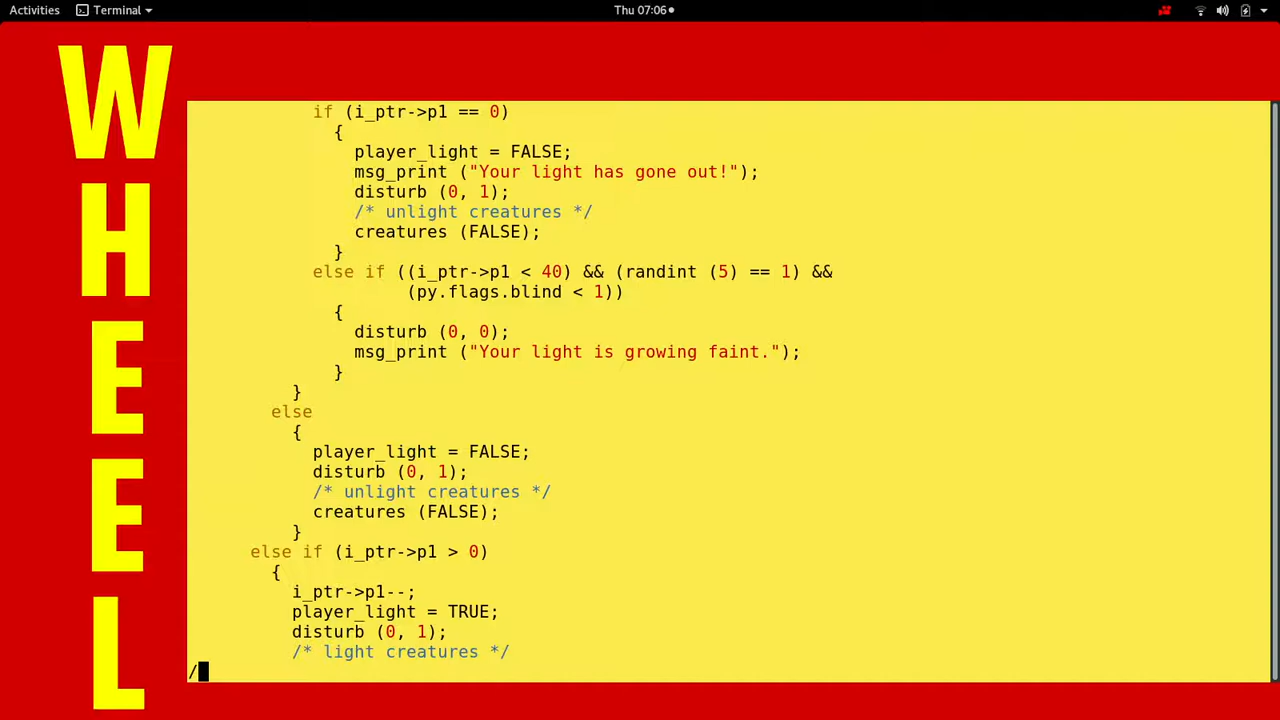 Activities Terminal Thu 07:06
WHEEL
if (i_ptr->p1 == 0)
{
player_light = FALSE;
msg_print ("Your light has gone out!");
disturb (0, 1);
/* unlight creatures */
creatures (FALSE);
}
else if ((i_ptr->p1 < 40) && (randint (5) == 1) &&
(py.flags.blind < 1))
{
disturb (0, 0);
msg_print ("Your light is growing faint.");
}
}
else
{
player_light = FALSE;
disturb (0, 1);
/* unlight creatures */
creatures (FALSE);
}
else if (i_ptr->p1 > 0)
{
i_ptr->p1--;
player_light = TRUE;
disturb (0, 1);
/* light creatures */
/